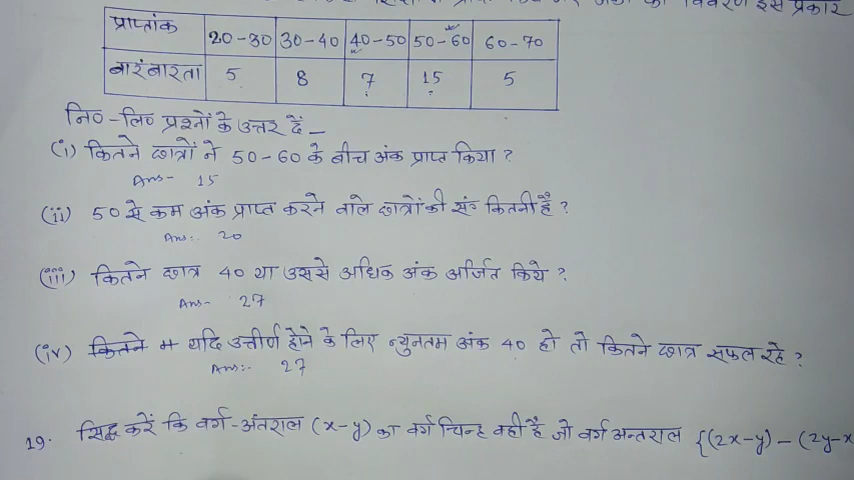 का विवरण इस प्रकार
प्राप्तांक 20-30 30-40 40-50 50-60 60-70
बारंबारता 5 8 7 15 5
नि०-लि० प्रश्नों के उत्तर दें -
(i) कितने छात्रों ने 50-60 के बीच अंक प्राप्त किया ?
Ans- 15
(ii) 50 से कम अंक प्राप्त करने वाले छात्रों की सं० कितनी है ?
Ans:- 20
(iii) कितने छात्र 40 या उससे अधिक अंक अर्जित किये ?
Ans- 27
(iv) कितने यदि उत्तीर्ण होने के लिए न्युनतम अंक 40 हो तो कितने छात्र सफल रहे ?
Ans:- 27
19. सिद्ध करें कि वर्ग-अंतराल (x-y) का वर्ग चिन्ह वही है जो वर्ग अन्तराल {(2x-y) - (2y-x